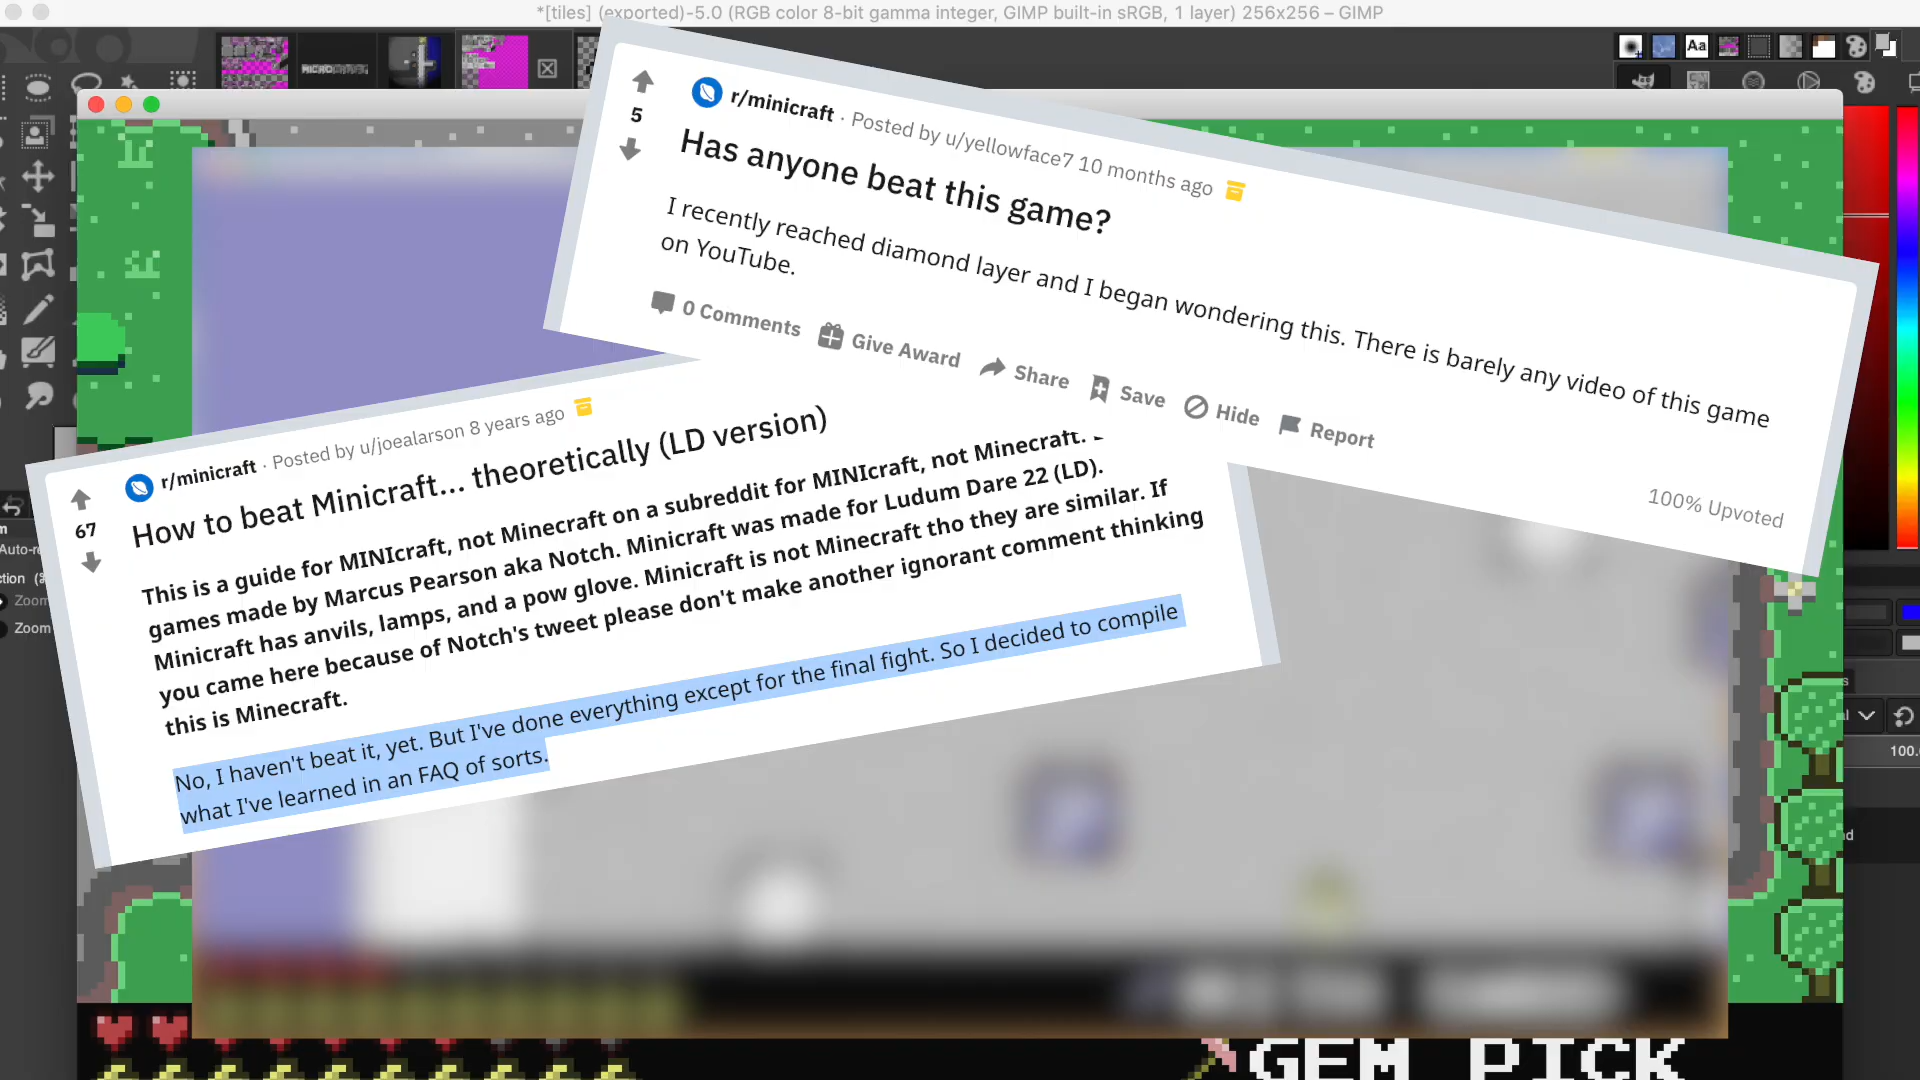 *[tiles] (exported)-5.0 (RGB color 8-bit gamma integer, GIMP built-in sRGB, 1 layer) 256x256 – GIMP
Aa
r/minicraft · Posted by u/yellowface7 10 months ago
5
Has anyone beat this game?
I recently reached diamond layer and I began wondering this. There is barely any video of this game
on YouTube.
0 Comments Give Award Share Save Hide Report
100% Upvoted
r/minicraft · Posted by u/joealarson 8 years ago
67
How to beat Minicraft... theoretically (LD version)
This is a guide for MINIcraft, not Minecraft on a subreddit for MINIcraft, not Minecraft.
games made by Marcus Pearson aka Notch. Minicraft was made for Ludum Dare 22 (LD).
Minicraft has anvils, lamps, and a pow glove. Minicraft is not Minecraft tho they are similar. If
you came here because of Notch's tweet please don't make another ignorant comment thinking
this is Minecraft.
No, I haven't beat it, yet. But I've done everything except for the final fight. So I decided to compile
what I've learned in an FAQ of sorts.
Auto-re
ction
Zoom
Zoom
100.
GEM PICK